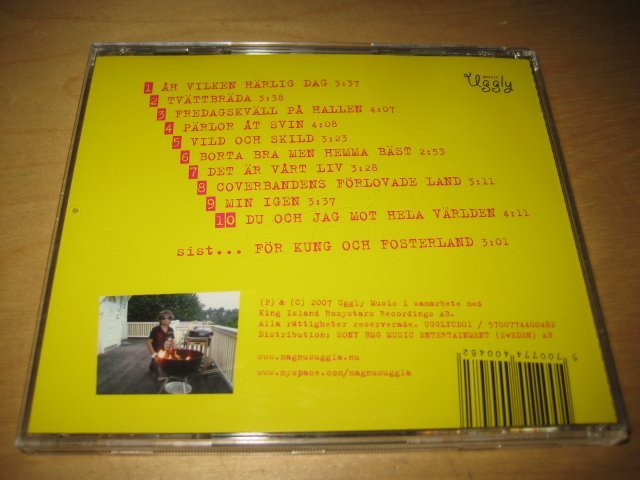 MUSIC
Uggly
1 ÅH VILKEN HÄRLIG DAG 3:37
2 TVÄTTBRÄDA 3:38
3 FREDAGSKVÄLL PÅ HALLEN 4:07
4 PÄRLOR ÅT SVIN 4:08
5 VILD OCH SKILD 3:23
6 BORTA BRA MEN HEMMA BÄST 2:53
7 DET ÄR VÅRT LIV 3:28
8 COVERBANDENS FÖRLOVADE LAND 3:11
9 MIN IGEN 3:37
10 DU OCH JAG MOT HELA VÄRLDEN 4:11
sist... FÖR KUNG OCH FOSTERLAND 3:01
(P) & (C) 2007 Uggly Music i samarbete med
King Island Roxystars Recordings AB.
Alla rättigheter reserverade. UGGLYCD01 / 5700774400482
Distribution: SONY BMG MUSIC ENTERTAINMENT (SWEDEN) AB
www.magnusuggla.nu
www.myspace.com/magnusuggla
5 700774 400482